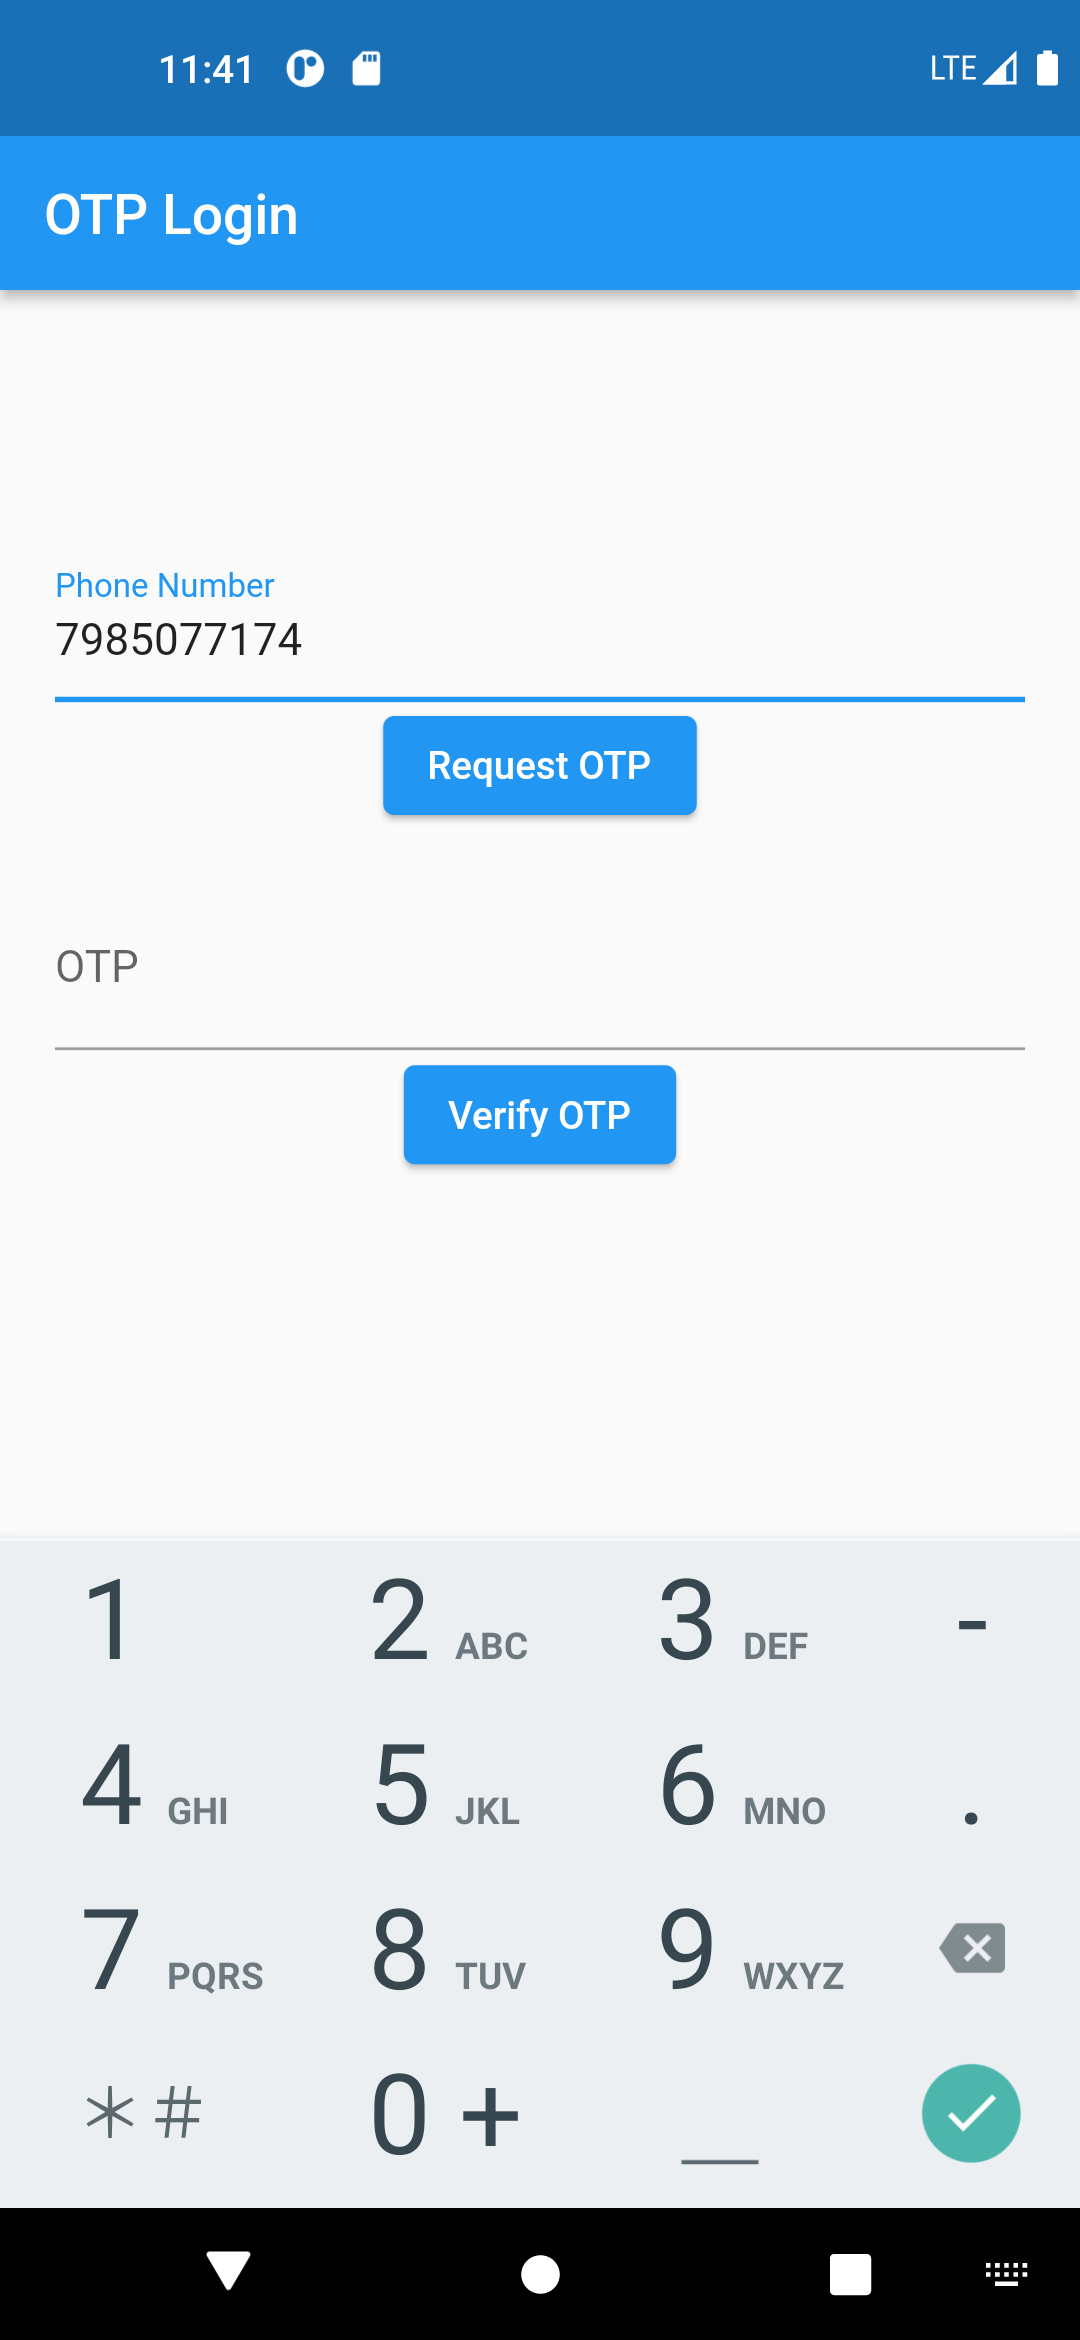 11:41 LTE
OTP Login
Phone Number
7985077174
Request OTP
OTP
Verify OTP
1 2 ABC 3 DEF -
4 GHI 5 JKL 6 MNO .
7 PQRS 8 TUV 9 WXYZ
* # 0 + _